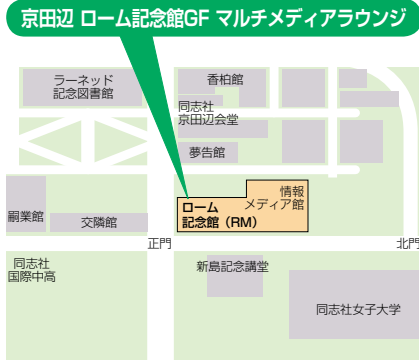 京田辺 ローム記念館GF マルチメディアラウンジ
ラーネット
記念図書館
香柏館
同志社
京田辺会堂
夢告館
嗣業館
交隣館
ローム
記念館（RM）
情報
メディア館
正門
北門
同志社
国際中高
新島記念講堂
同志社女子大学